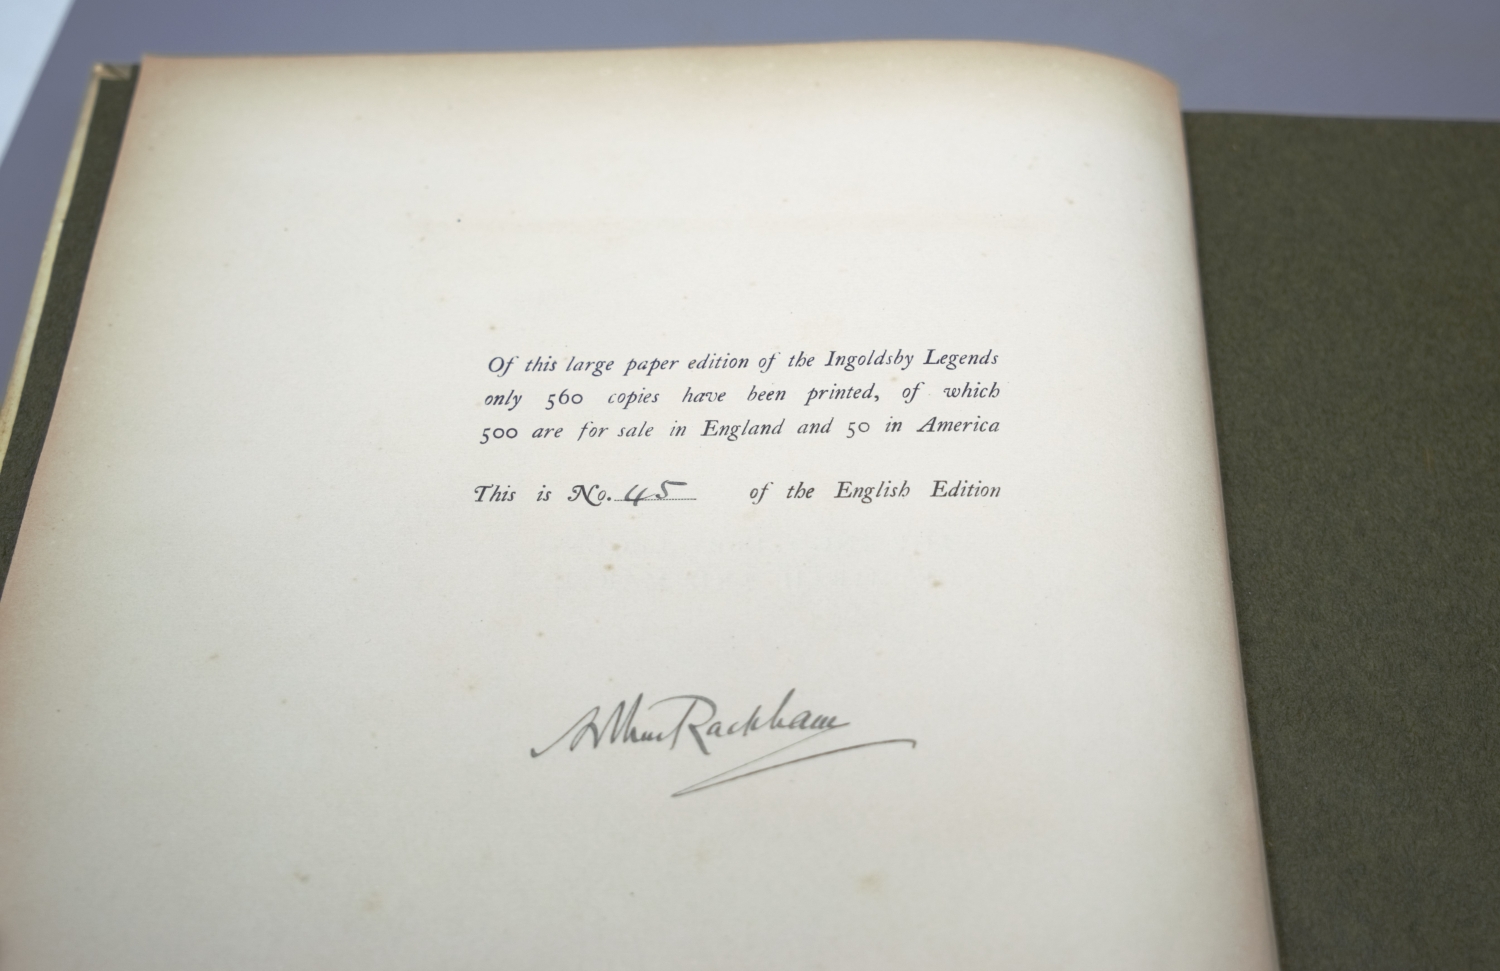 Of this large paper edition of the Ingoldsby Legends
only 560 copies have been printed, of which
500 are for sale in England and 50 in America
This is No. 45 of the English Edition
Arthur Rackham